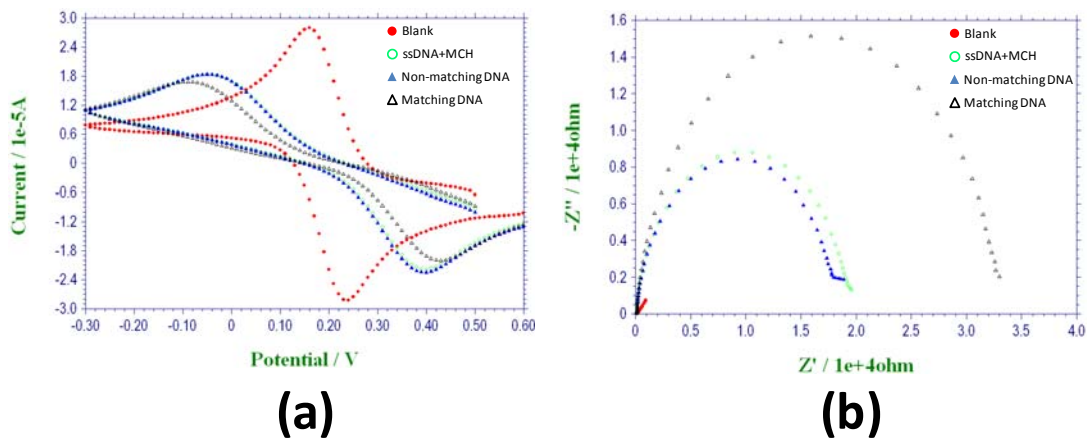 3.0
2.4
1.8
1.2
0.6
0
-0.6
-1.2
-1.8
-2.4
-3.0
Current / 1e-5A
-0.30
-0.20
-0.10
0
0.10
0.20
0.30
0.40
0.50
0.60
Potential / V
Blank
ssDNA+MCH
Non-matching DNA
Matching DNA
(a)
1.6
1.4
1.2
1.0
0.8
0.6
0.4
0.2
0
-Z'' / 1e+4ohm
0
0.5
1.0
1.5
2.0
2.5
3.0
3.5
4.0
Z' / 1e+4ohm
Blank
ssDNA+MCH
Non-matching DNA
Matching DNA
(b)